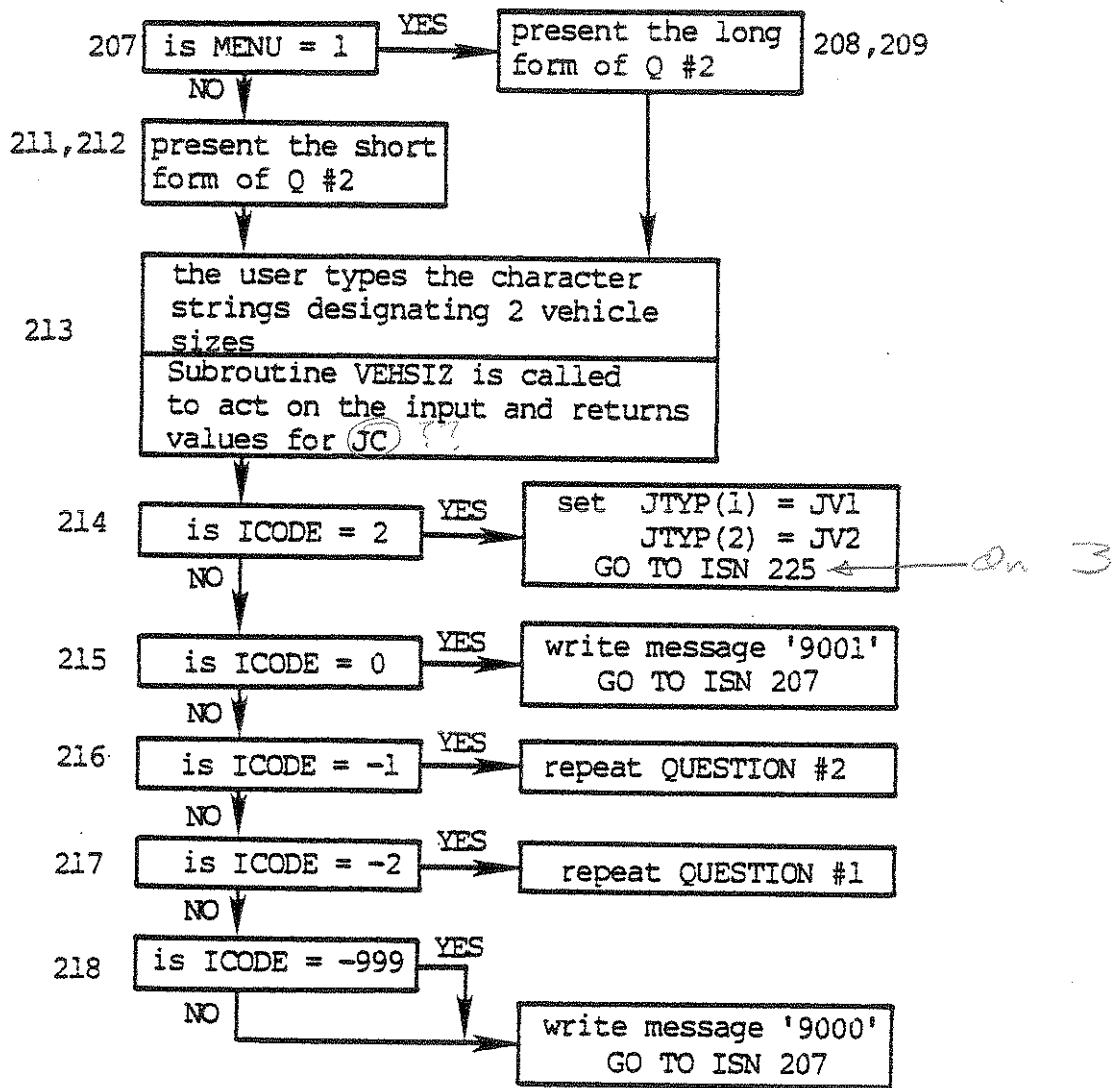 207 is MENU = 1 YES present the long 208,209
form of Q #2
NO
211,212 present the short
form of Q #2
the user types the character
strings designating 2 vehicle
213 sizes
Subroutine VEHSIZ is called
to act on the input and returns
values for JC ??
214 is ICODE = 2 YES set JTYP(1) = JV1
JTYP(2) = JV2
GO TO ISN 225 On 3
NO
215 is ICODE = 0 YES write message '9001'
GO TO ISN 207
NO
216 is ICODE = -1 YES repeat QUESTION #2
NO
217 is ICODE = -2 YES repeat QUESTION #1
NO
218 is ICODE = -999 YES
NO
write message '9000'
GO TO ISN 207